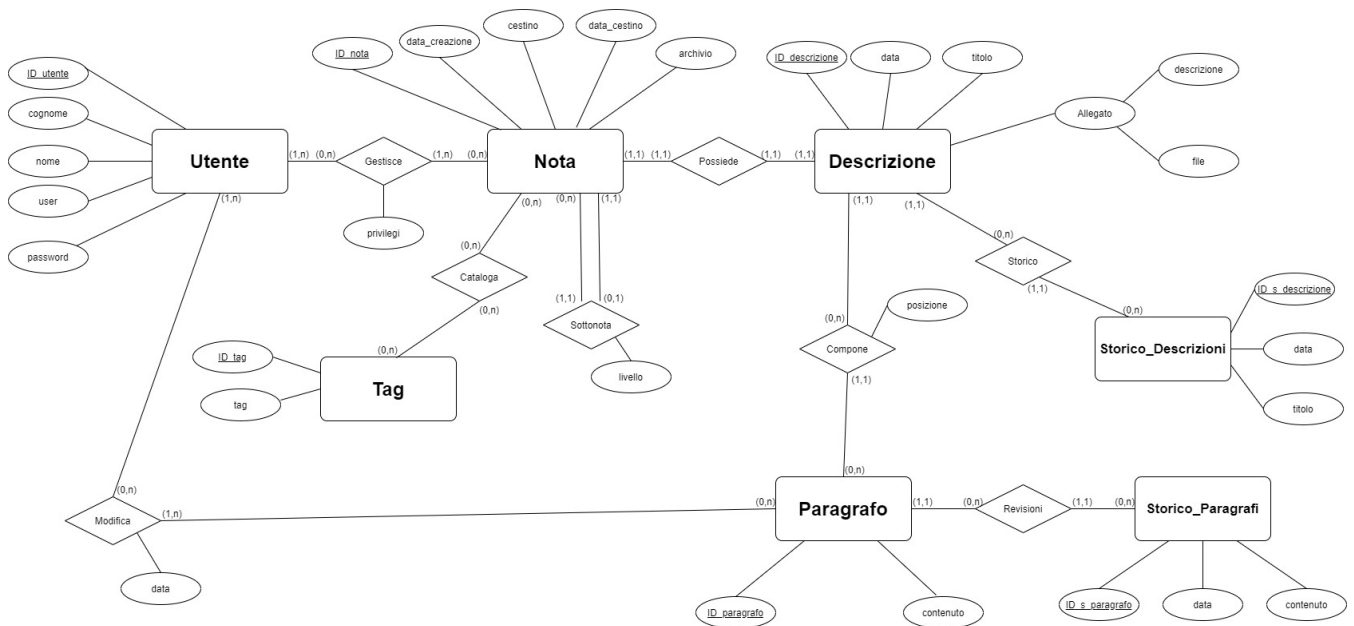 cestino
data_cestino
data_creazione
ID_nota
archivio
ID_descrizione
data
titolo
descrizione
ID_utente
cognome
nome
user
password
Allegato
file
Utente
(1,n)
(0,n)
Gestisce
(1,n)
(0,n)
Nota
(1,1)
(1,1)
Possiede
(1,1)
(1,1)
Descrizione
(1,n)
privilegi
(0,n)
(0,n)
(1,1)
(1,1)
(1,1)
(0,n)
Cataloga
(0,n)
(0,n)
Storico
(1,1)
(1,1)
(0,1)
Sottonota
livello
ID_s_descrizione
(0,n)
Storico_Descrizioni
data
titolo
posizione
(0,n)
Compone
(1,1)
ID_tag
tag
(0,n)
Tag
(0,n)
Modifica
(1,n)
data
(0,n)
(0,n)
Paragrafo
(1,1)
(0,n)
Revisioni
(1,1)
(0,n)
Storico_Paragrafi
ID_paragrafo
contenuto
ID_s_paragrafo
data
contenuto